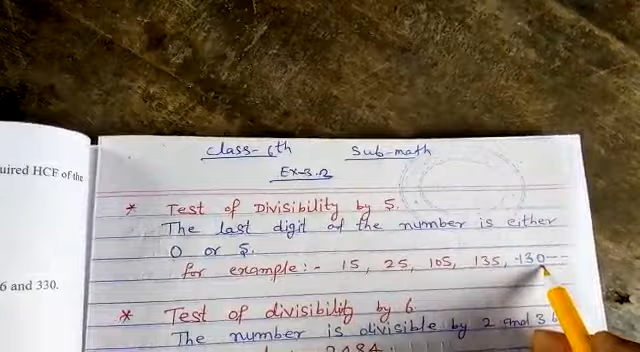 uired HCF of the
6 and 330.
Class-6th Sub-math
Ex-3.2
* Test of Divisibility by 5.
The last digit of the number is either
0 or 5.
for example:- 15, 25, 105, 135, 130---
* Test of divisibility by 6
The number is divisible by 2 and 3
2484